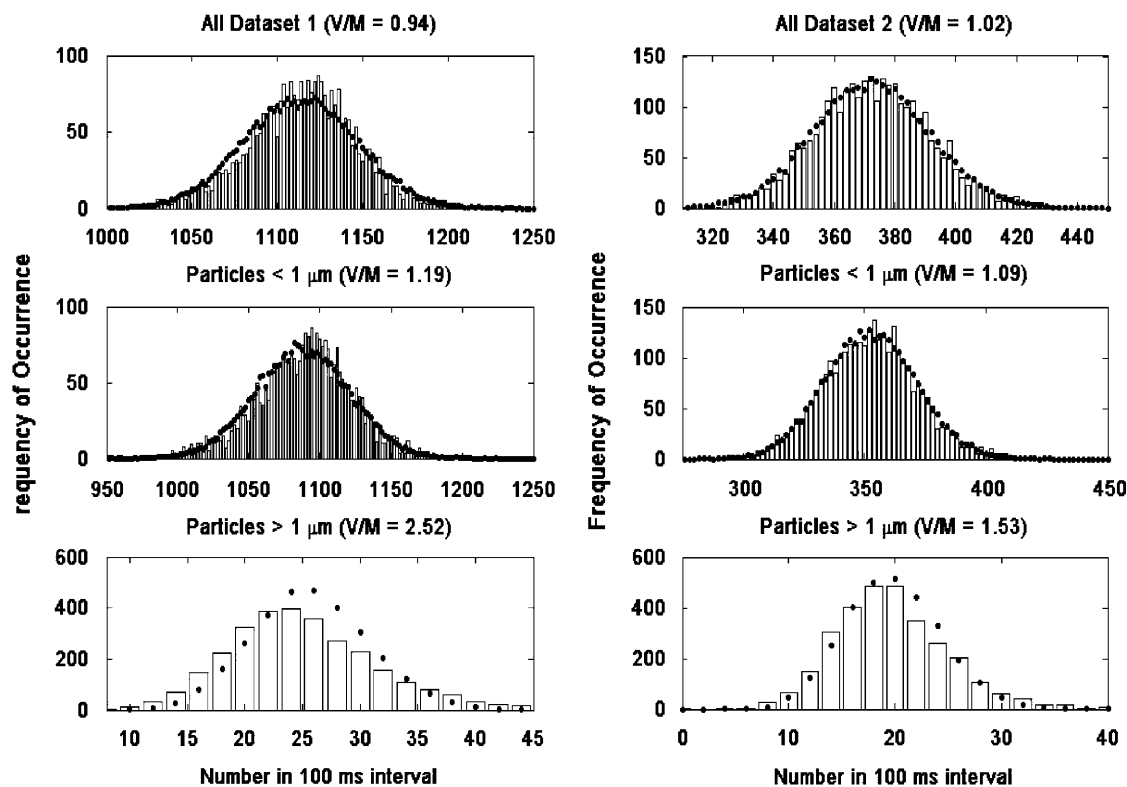 All Dataset 1 (V/M = 0.94)
100
50
0
1000 1050 1100 1150 1200 1250
Particles < 1 μm (V/M = 1.19)
100
50
0
950 1000 1050 1100 1150 1200 1250
Particles > 1 μm (V/M = 2.52)
600
400
200
0
10 15 20 25 30 35 40 45
Number in 100 ms interval
requency of Occurrence
All Dataset 2 (V/M = 1.02)
150
100
50
0
320 340 360 380 400 420 440
Particles < 1 μm (V/M = 1.09)
150
100
50
0
300 350 400 450
Particles > 1 μm (V/M = 1.53)
600
400
200
0
0 10 20 30 40
Number in 100 ms interval
Frequency of Occurrence